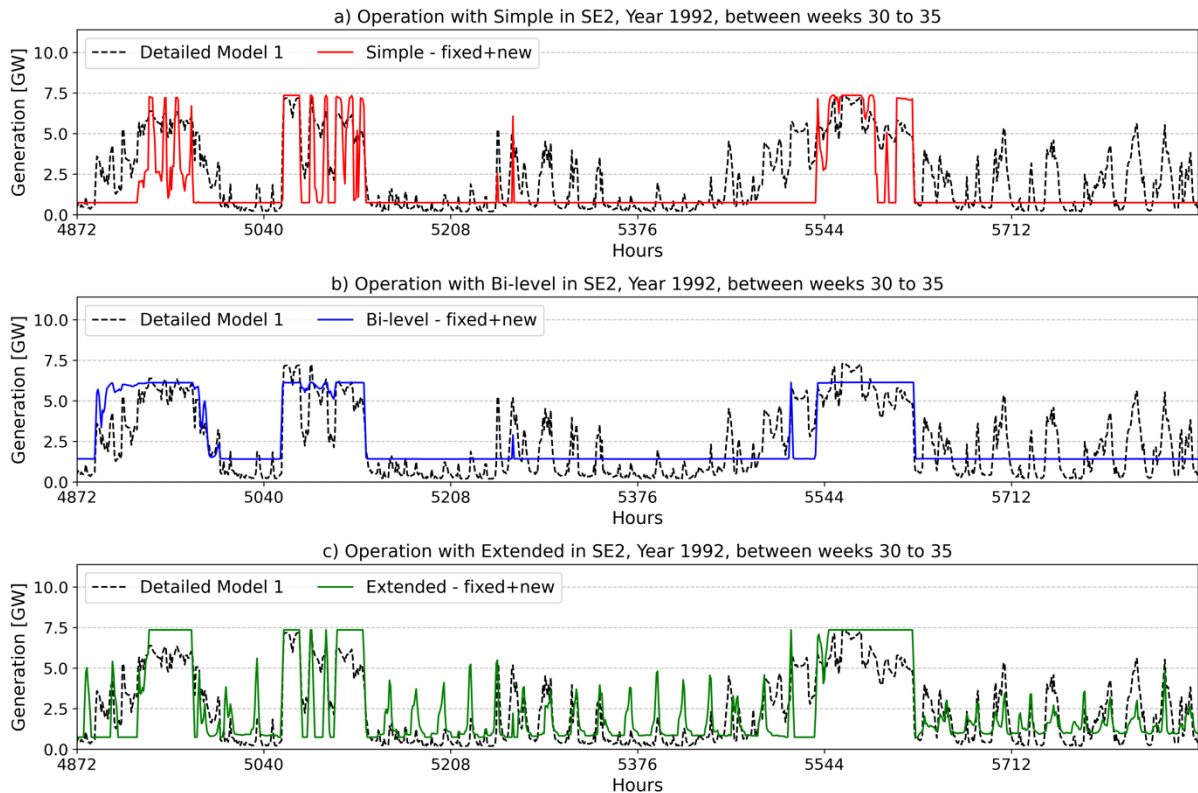 a) Operation with Simple in SE2, Year 1992, between weeks 30 to 35
Generation [GW]
10.0
7.5
5.0
2.5
0.0
Detailed Model 1
Simple - fixed+new
4872 5040 5208 5376 5544 5712
Hours
b) Operation with Bi-level in SE2, Year 1992, between weeks 30 to 35
Generation [GW]
10.0
7.5
5.0
2.5
0.0
Detailed Model 1
Bi-level - fixed+new
4872 5040 5208 5376 5544 5712
Hours
c) Operation with Extended in SE2, Year 1992, between weeks 30 to 35
Generation [GW]
10.0
7.5
5.0
2.5
0.0
Detailed Model 1
Extended - fixed+new
4872 5040 5208 5376 5544 5712
Hours